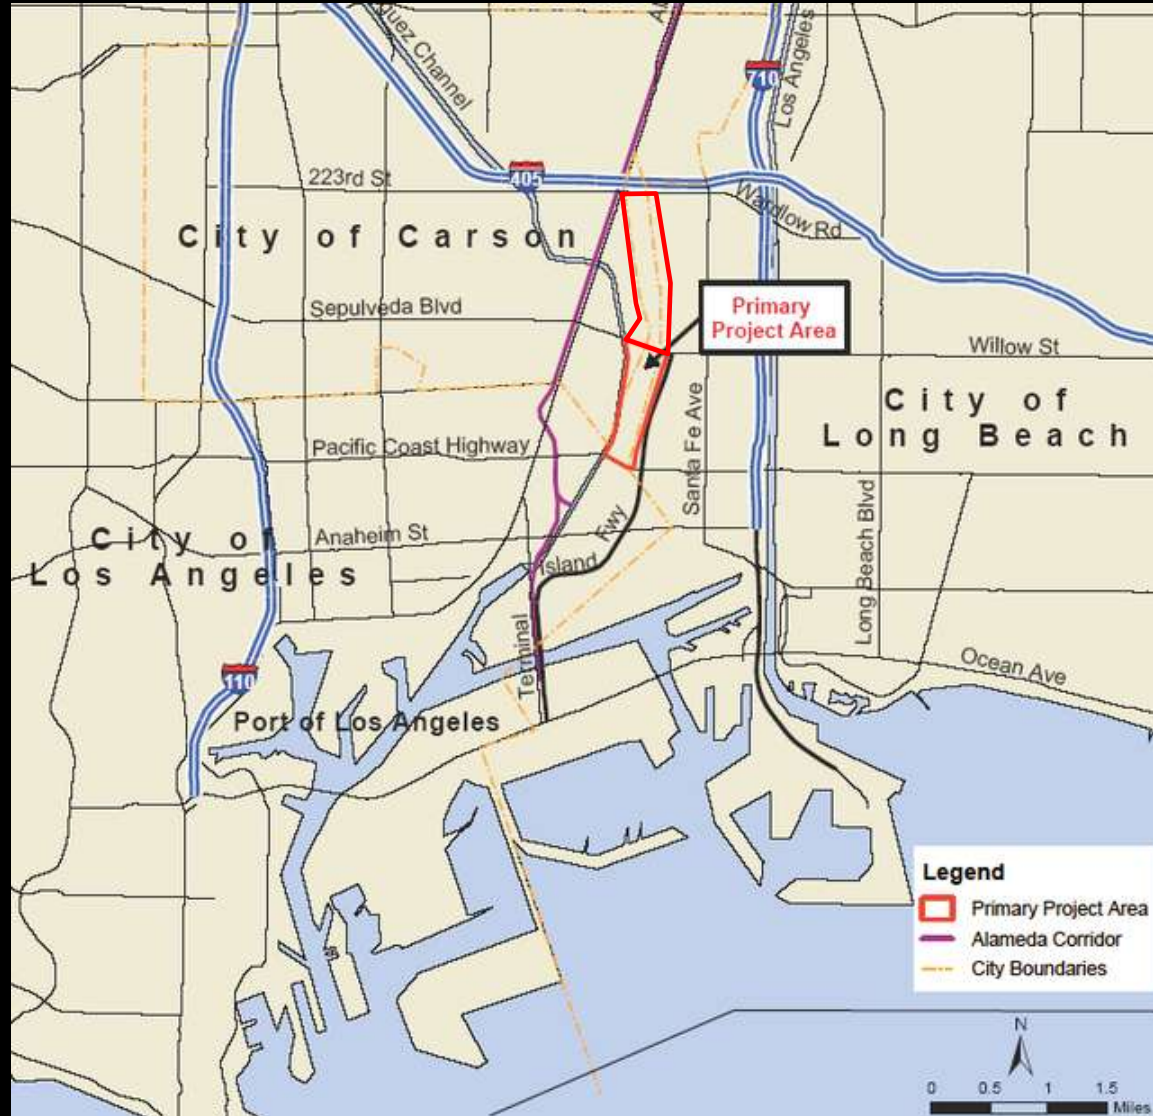 guez Channel
Al
710
Los Angeles
223rd St
405
Wardlow Rd
City of Carson
Sepulveda Blvd
Primary
Project Area
Willow St
City of
Long Beach
Santa Fe Ave
Pacific Coast Highway
Long Beach Blvd
Anaheim St
City of
Los Angeles
Island Fwy
Terminal
Ocean Ave
110
Port of Los Angeles
Legend
Primary Project Area
Alameda Corridor
City Boundaries
N
0 0.5 1 1.5
Miles